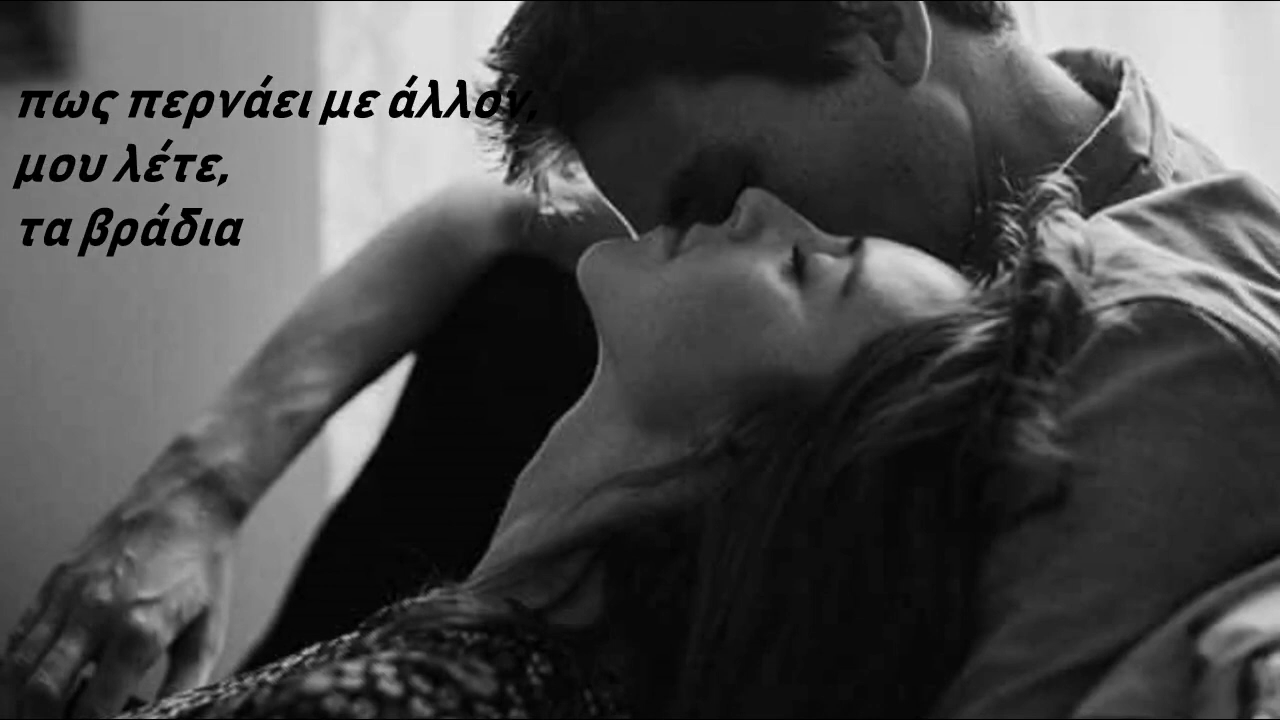 πως περνάει με άλλον,
μου λέτε,
τα βράδια